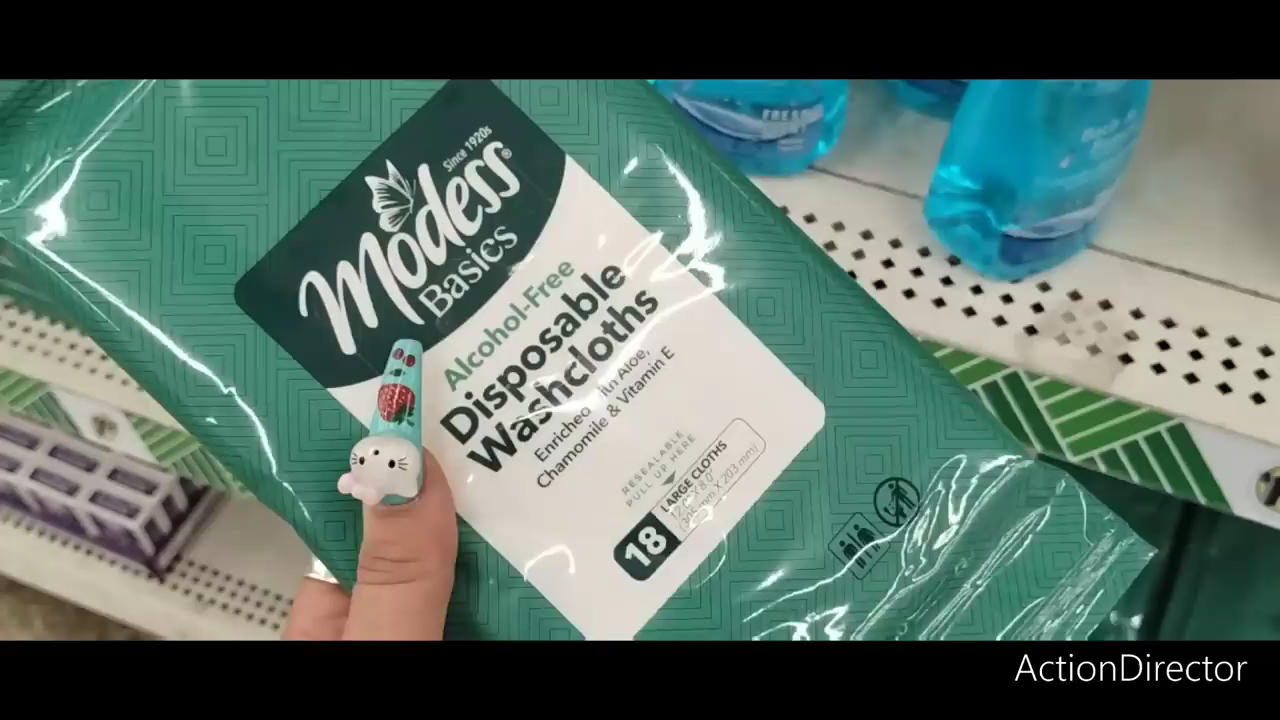 Since 1920s
Modess®
Basics
Alcohol-Free
Disposable
Washcloths
Enriched Aloe,
Chamomile & Vitamin E
RESEALABLE
PULL UP HERE
18
LARGE CLOTHS
ActionDirector